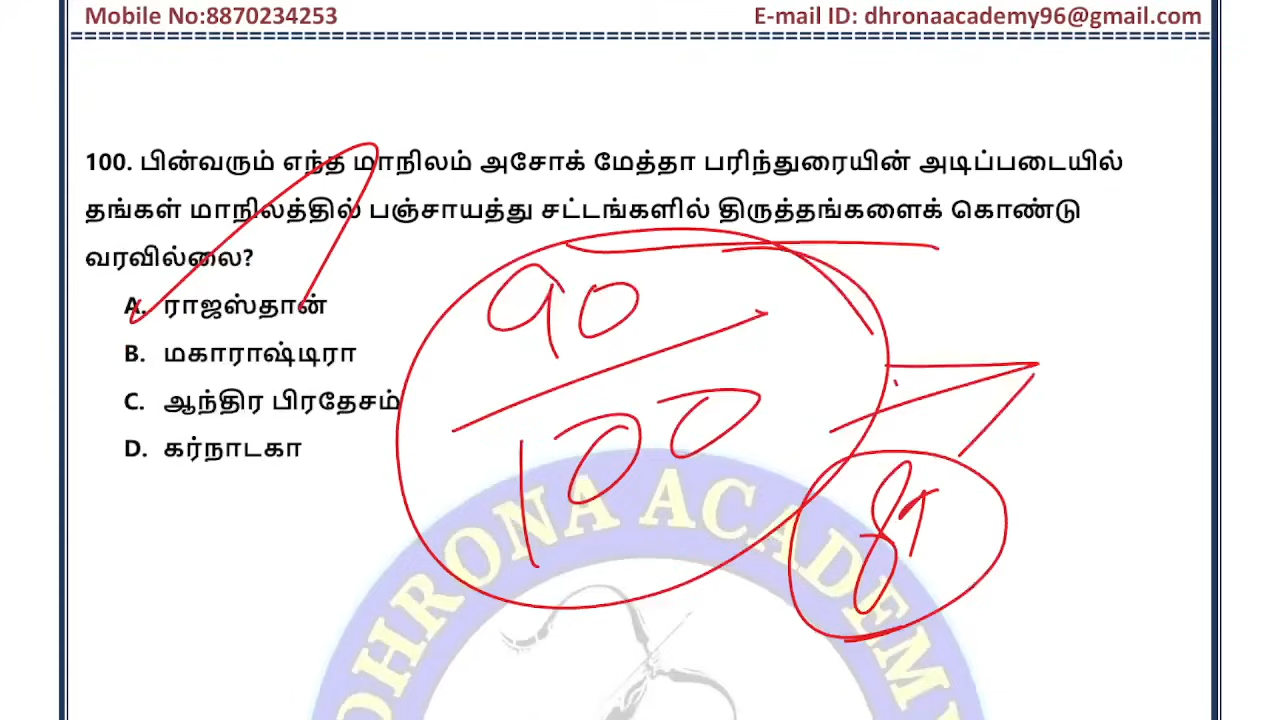 Mobile No:8870234253 E-mail ID: dhronaacademy96@gmail.com
100. பின்வரும் எந்த மாநிலம் அசோக் மேத்தா பரிந்துரையின் அடிப்படையில்
தங்கள் மாநிலத்தில் பஞ்சாயத்து சட்டங்களில் திருத்தங்களைக் கொண்டு
வரவில்லை?
A. ராஜஸ்தான்
B. மகாராஷ்டிரா
C. ஆந்திர பிரதேசம்
D. கர்நாடகா
90
100
DHRONA ACADEMY